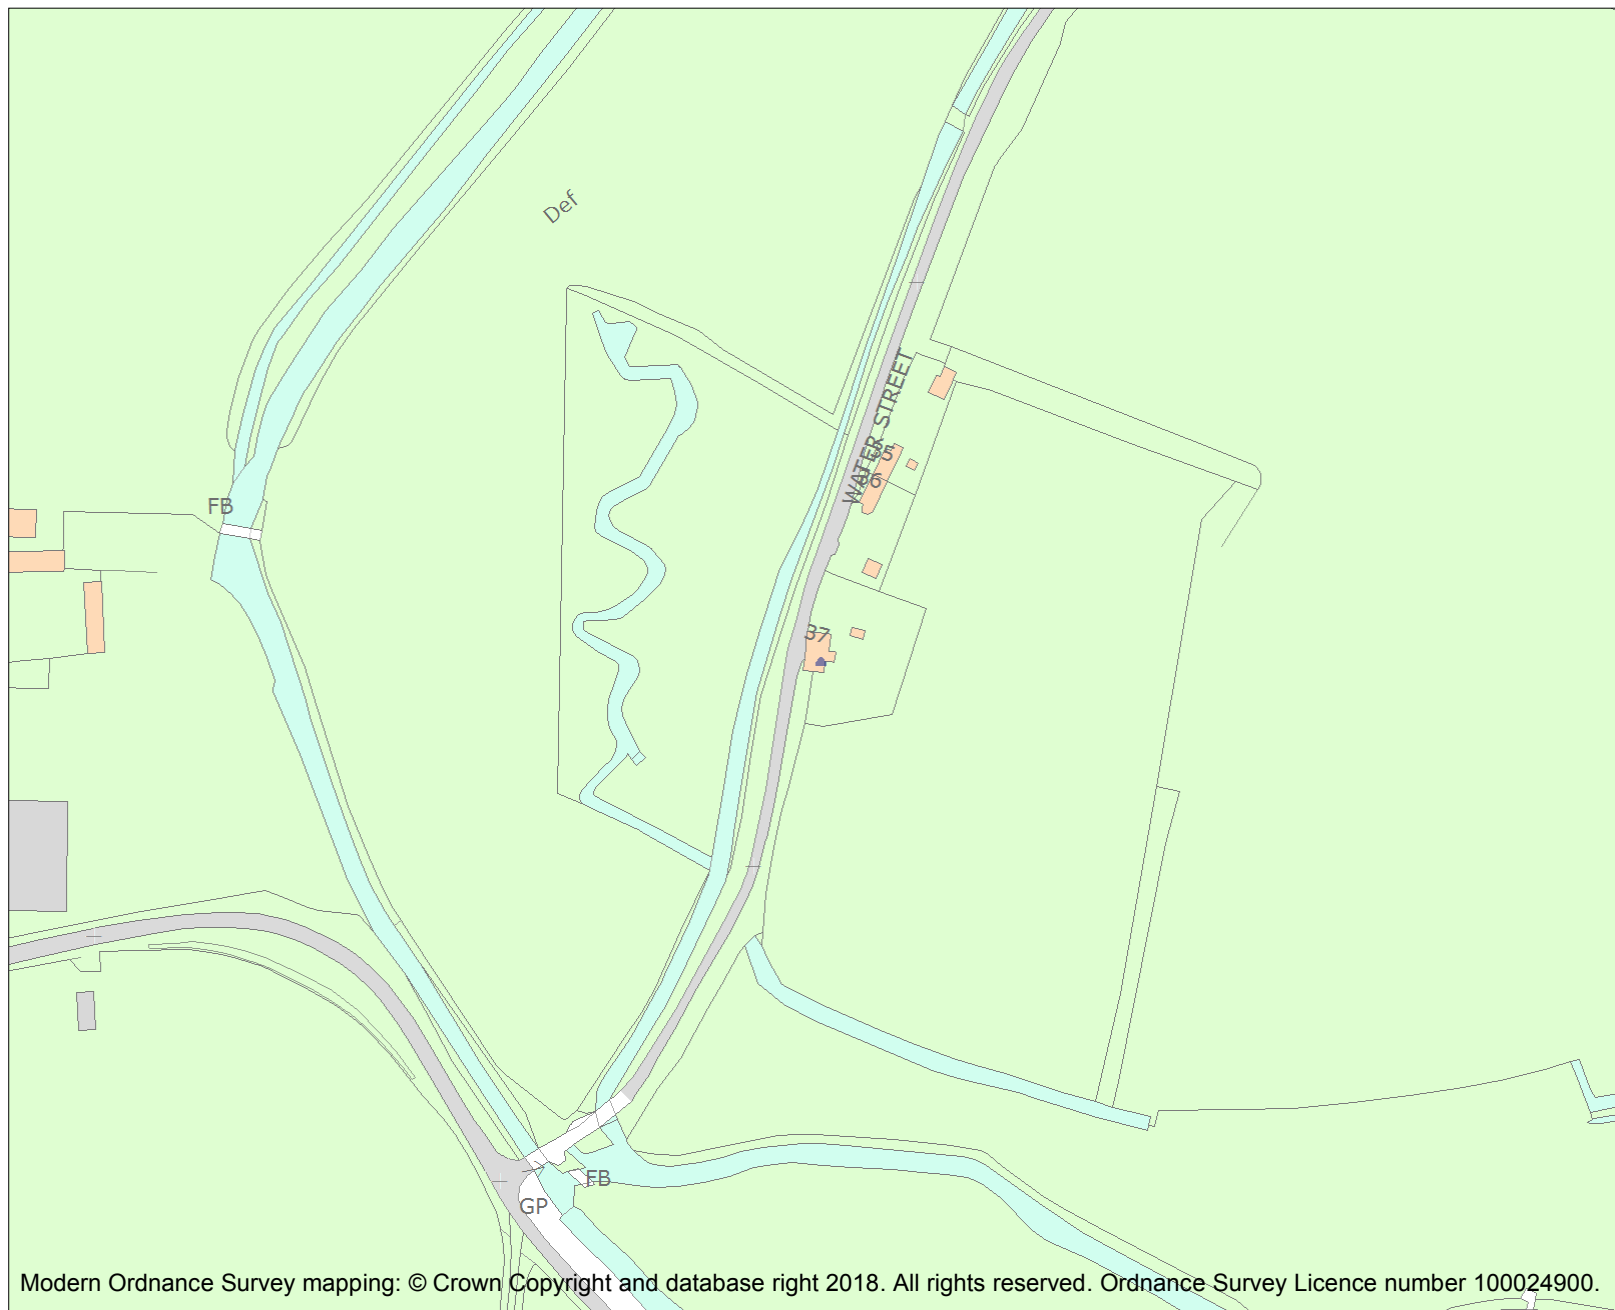 Def
WATER STREET
35
36
FB
37
FB
GP
Modern Ordnance Survey mapping: © Crown Copyright and database right 2018. All rights reserved. Ordnance Survey Licence number 100024900.